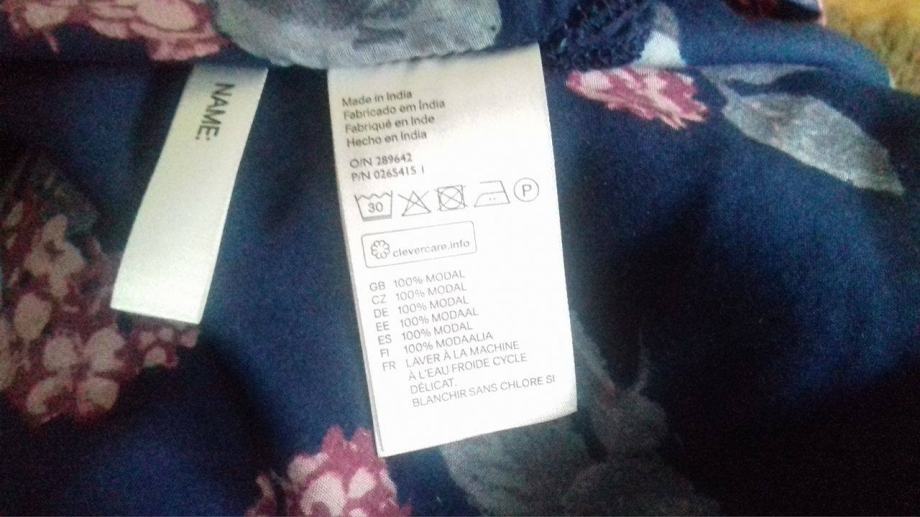 NAME:
Made in India
Fabricado em Índia
Fabriqué en Inde
Hecho en India
O/N 289642
P/N 0265415 1
30
P
clevercare.info
GB 100% MODAL
CZ 100% MODAL
DE 100% MODAL
EE 100% MODAAL
ES 100% MODAL
FI 100% MODAALIA
FR LAVER À LA MACHINE
À L'EAU FROIDE CYCLE
DÉLICAT.
BLANCHIR SANS CHLORE SI